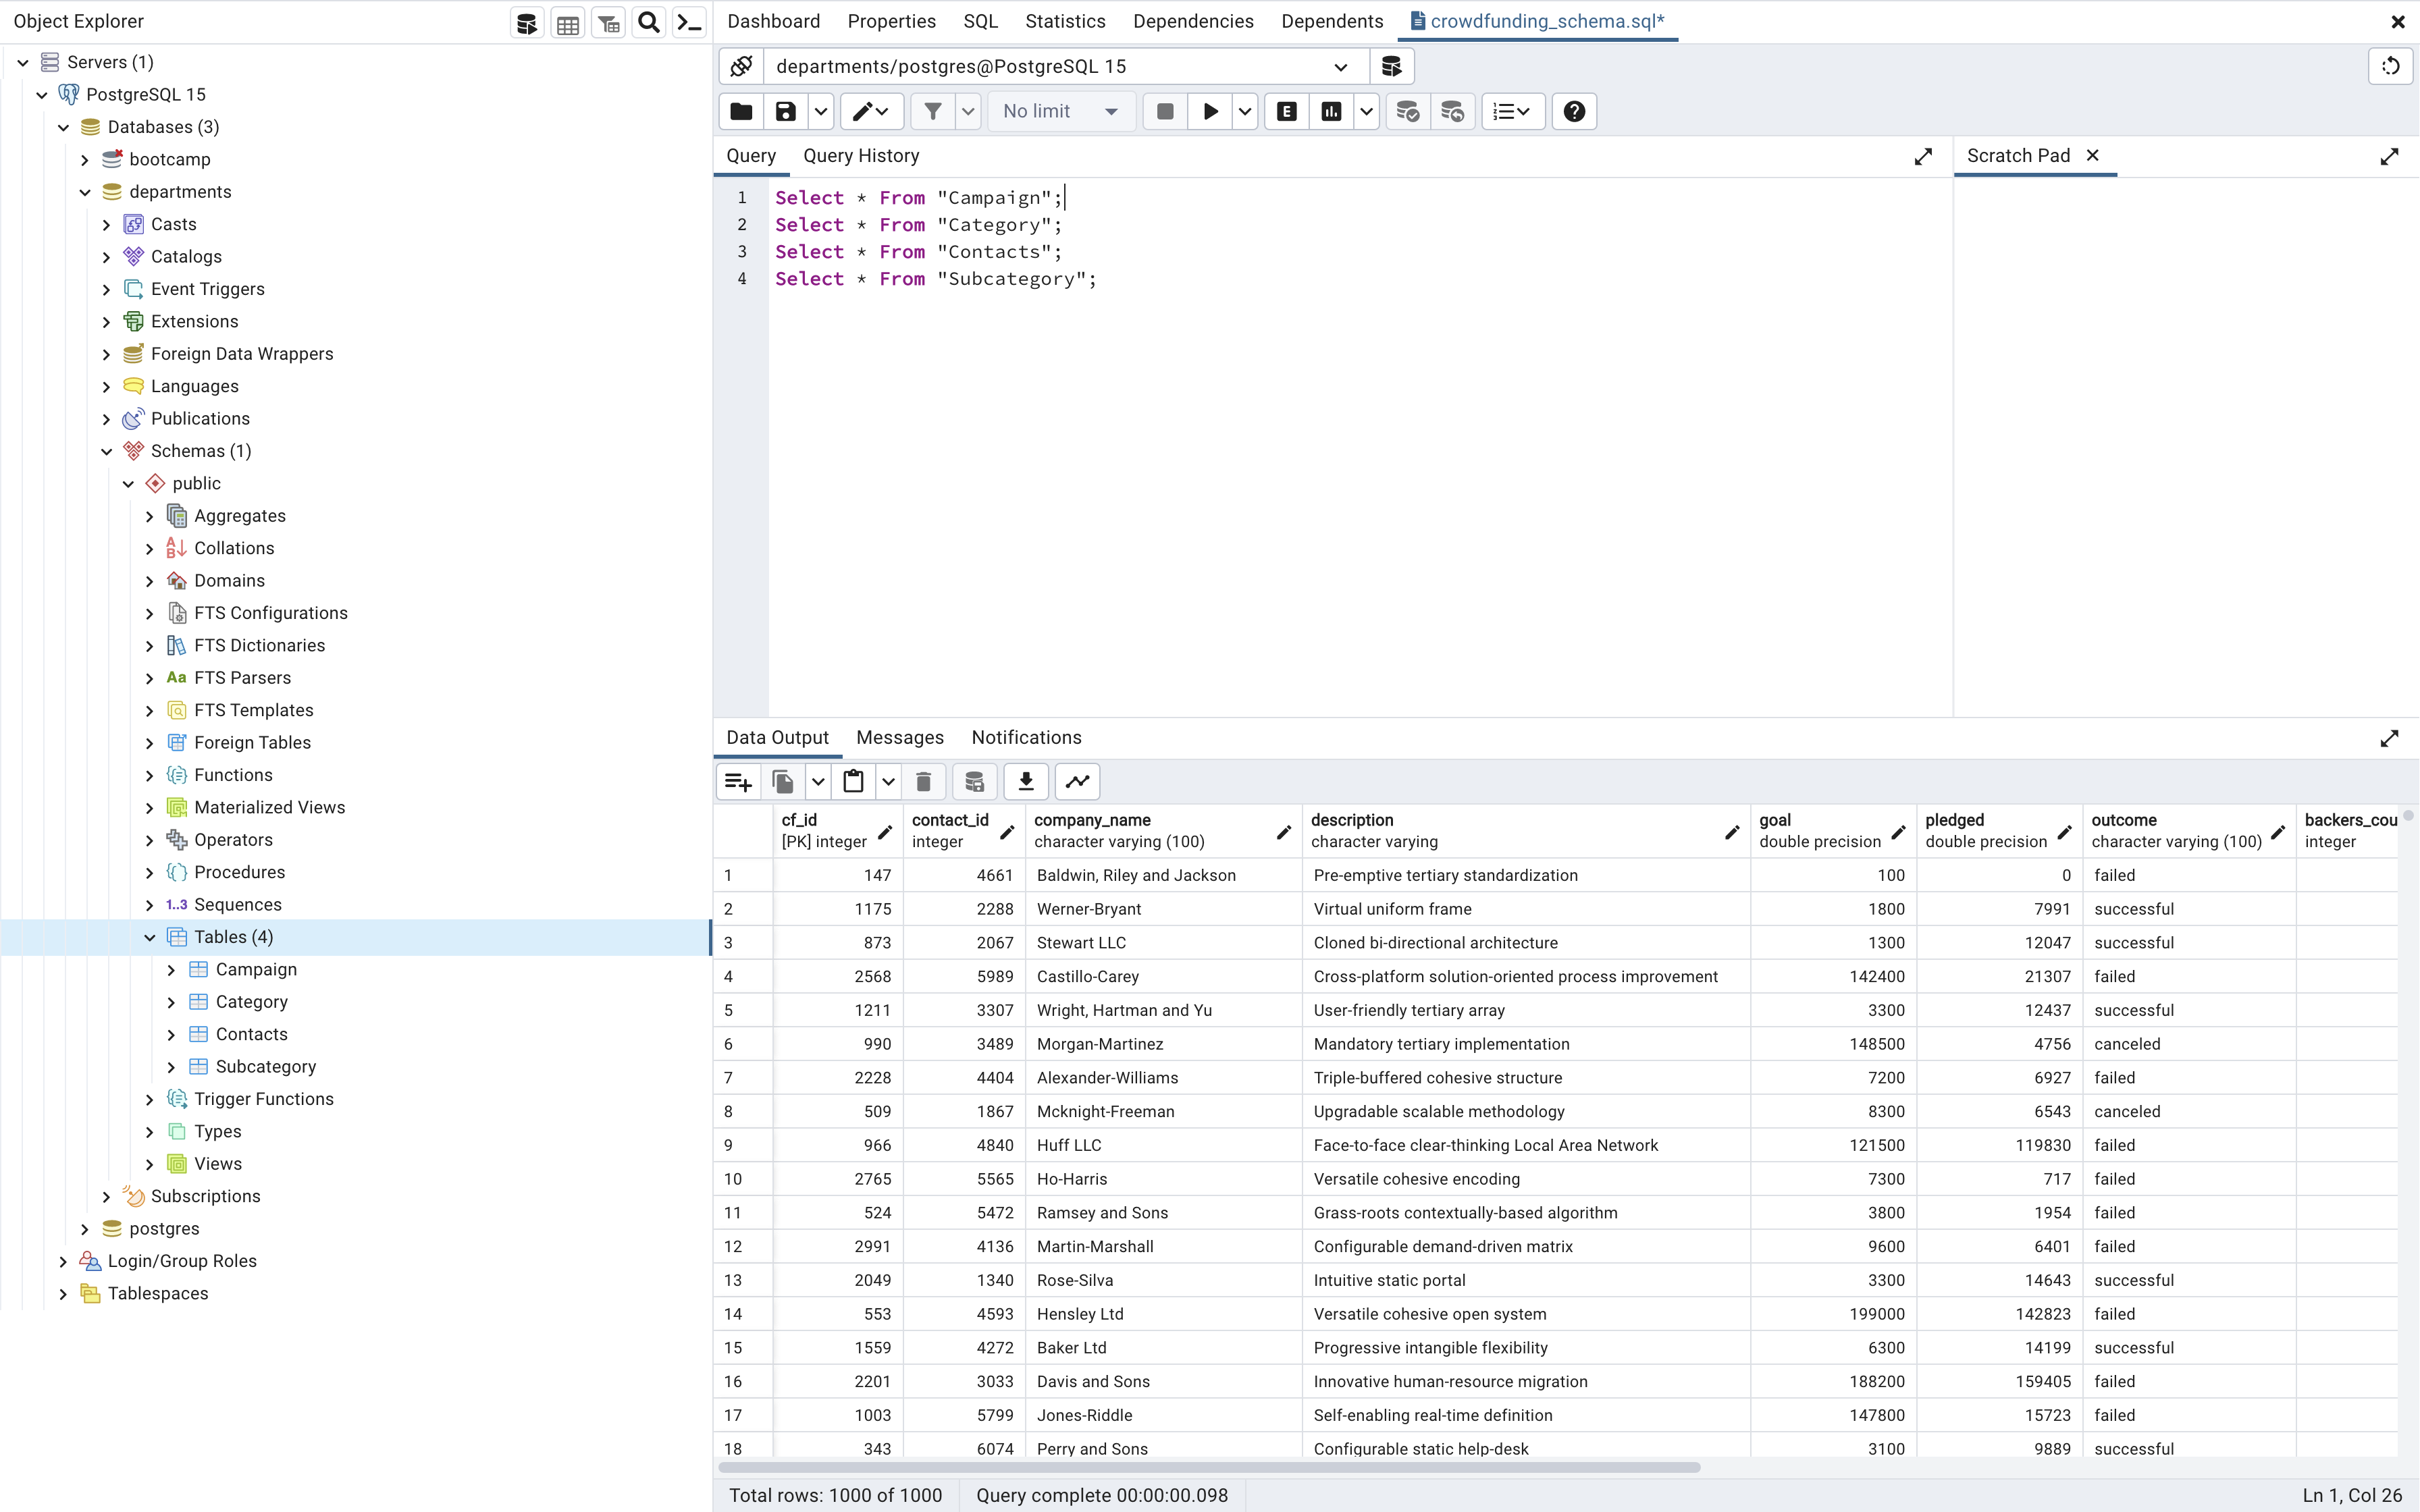 Object Explorer
Servers (1)
PostgreSQL 15
Databases (3)
bootcamp
departments
Casts
Catalogs
Event Triggers
Extensions
Foreign Data Wrappers
Languages
Publications
Schemas (1)
public
Aggregates
Collations
Domains
FTS Configurations
FTS Dictionaries
Aa FTS Parsers
FTS Templates
Foreign Tables
Functions
Materialized Views
Operators
Procedures
1..3 Sequences
Tables (4)
Campaign
Category
Contacts
Subcategory
Trigger Functions
Types
Views
Subscriptions
postgres
Login/Group Roles
Tablespaces
Dashboard Properties SQL Statistics Dependencies Dependents crowdfunding_schema.sql*
departments/postgres@PostgreSQL 15
No limit E
Query Query History Scratch Pad
1 Select * From "Campaign";
2 Select * From "Category";
3 Select * From "Contacts";
4 Select * From "Subcategory";
Data Output Messages Notifications
cf_id contact_id company_name description goal pledged outcome backers_cou
[PK] integer integer character varying (100) character varying double precision double precision character varying (100) integer
1 147 4661 Baldwin, Riley and Jackson Pre-emptive tertiary standardization 100 0 failed
2 1175 2288 Werner-Bryant Virtual uniform frame 1800 7991 successful
3 873 2067 Stewart LLC Cloned bi-directional architecture 1300 12047 successful
4 2568 5989 Castillo-Carey Cross-platform solution-oriented process improvement 142400 21307 failed
5 1211 3307 Wright, Hartman and Yu User-friendly tertiary array 3300 12437 successful
6 990 3489 Morgan-Martinez Mandatory tertiary implementation 148500 4756 canceled
7 2228 4404 Alexander-Williams Triple-buffered cohesive structure 7200 6927 failed
8 509 1867 Mcknight-Freeman Upgradable scalable methodology 8300 6543 canceled
9 966 4840 Huff LLC Face-to-face clear-thinking Local Area Network 121500 119830 failed
10 2765 5565 Ho-Harris Versatile cohesive encoding 7300 717 failed
11 524 5472 Ramsey and Sons Grass-roots contextually-based algorithm 3800 1954 failed
12 2991 4136 Martin-Marshall Configurable demand-driven matrix 9600 6401 failed
13 2049 1340 Rose-Silva Intuitive static portal 3300 14643 successful
14 553 4593 Hensley Ltd Versatile cohesive open system 199000 142823 failed
15 1559 4272 Baker Ltd Progressive intangible flexibility 6300 14199 successful
16 2201 3033 Davis and Sons Innovative human-resource migration 188200 159405 failed
17 1003 5799 Jones-Riddle Self-enabling real-time definition 147800 15723 failed
18 343 6074 Perry and Sons Configurable static help-desk 3100 9889 successful
Total rows: 1000 of 1000 Query complete 00:00:00.098 Ln 1, Col 26